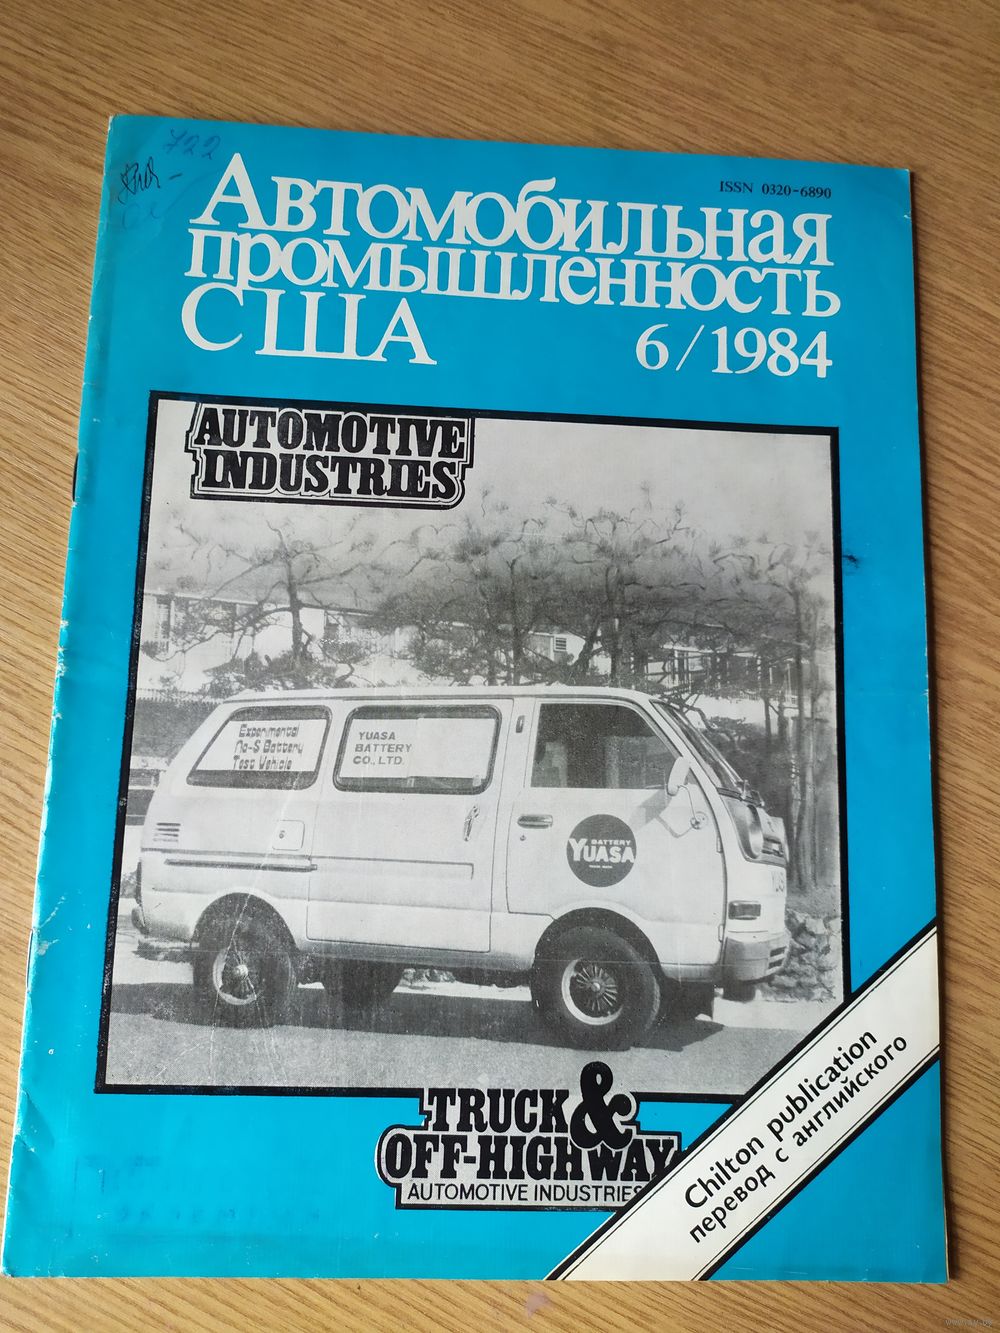 722
ISSN 0320-6890
Автомобильная
промышленность
США
6/1984
AUTOMOTIVE
INDUSTRIES
Experimental
Na-S Battery
Test Vehicle
YUASA
BATTERY
CO., LTD.
BATTERY
YUASA
TRUCK &
OFF-HIGHWAY
AUTOMOTIVE INDUSTRIES
Chilton publication
перевод с английского